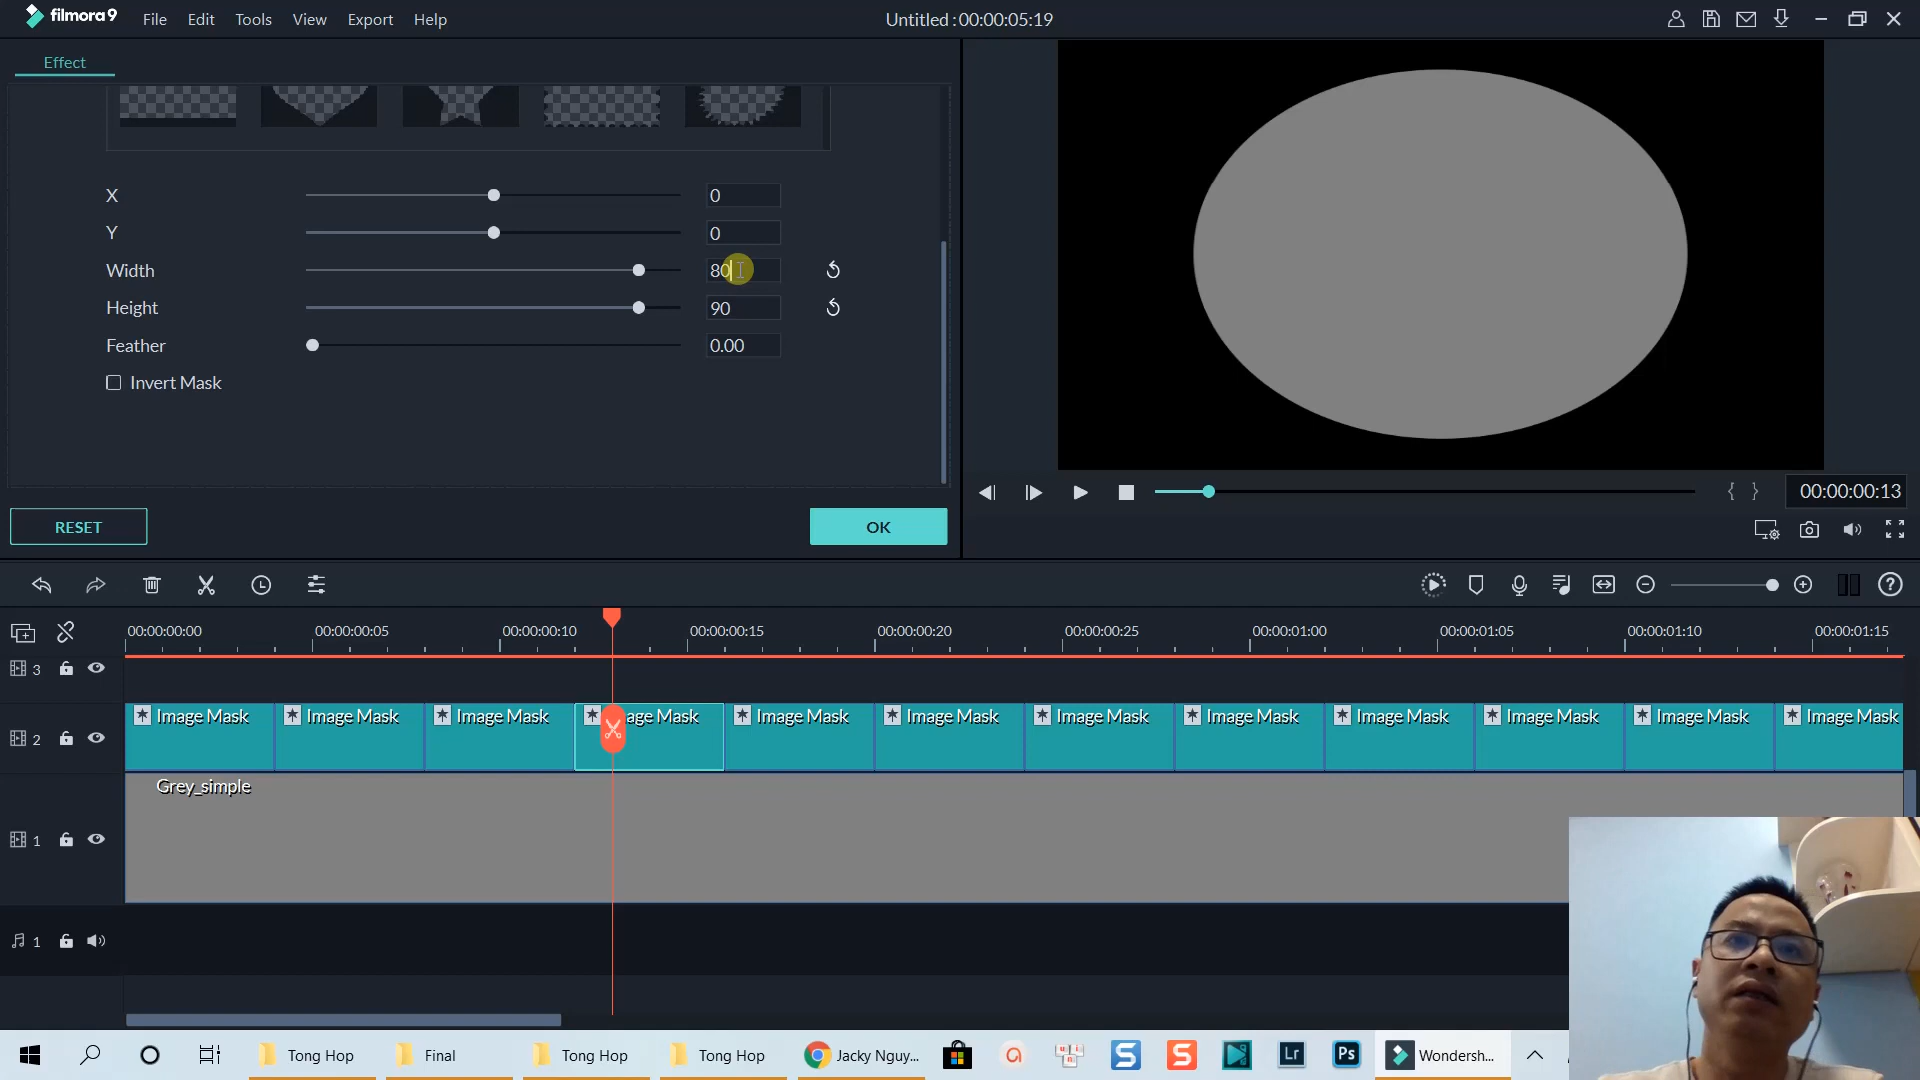 filmora9 File Edit Tools View Export Help Untitled : 00:00:05:19
Effect
X 0
Y 0
Width 80
Height 90
Feather 0.00
Invert Mask
RESET OK
{ } 00:00:00:13
00:00:00:00 00:00:00:05 00:00:00:10 00:00:00:15 00:00:00:20 00:00:00:25 00:00:01:00 00:00:01:05 00:00:01:10 00:00:01:15
3
2 Image Mask Image Mask Image Mask age Mask Image Mask Image Mask Image Mask Image Mask Image Mask Image Mask Image Mask Image Mask
Grey_simple
1
1
Tong Hop Final Tong Hop Tong Hop Jacky Nguy... S S Lr Ps Wondersh...